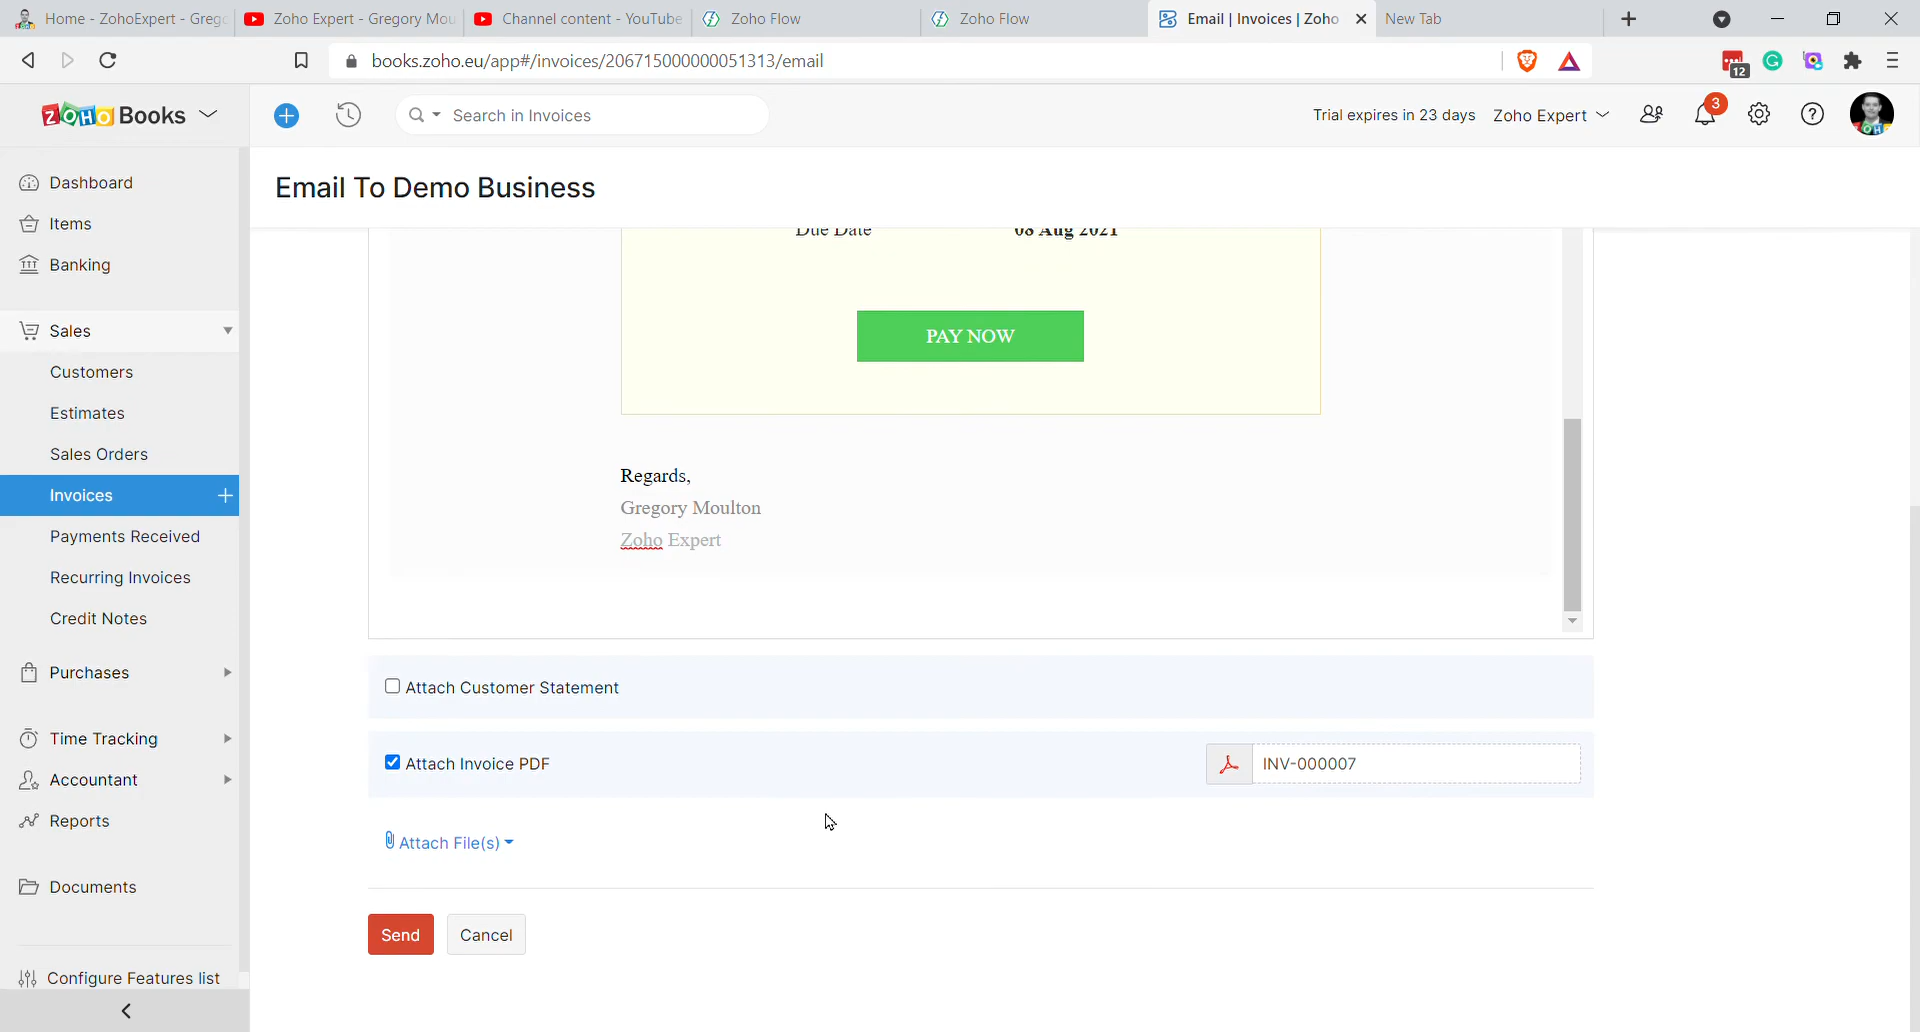 Home - ZohoExpert - Greg
Zoho Expert - Gregory Mou
Channel content - YouTube
Zoho Flow
Zoho Flow
Email | Invoices | Zoho
New Tab
books.zoho.eu/app#/invoices/206715000000051313/email
12
ZOHO Books
Search in Invoices
Trial expires in 23 days
Zoho Expert
3
Dashboard
Items
Banking
Sales
Customers
Estimates
Sales Orders
Invoices
Payments Received
Recurring Invoices
Credit Notes
Purchases
Time Tracking
Accountant
Reports
Documents
Configure Features list
Email To Demo Business
Due Date 08 Aug 2021
PAY NOW
Regards,
Gregory Moulton
Zoho Expert
Attach Customer Statement
Attach Invoice PDF
INV-000007
Attach File(s)
Send
Cancel